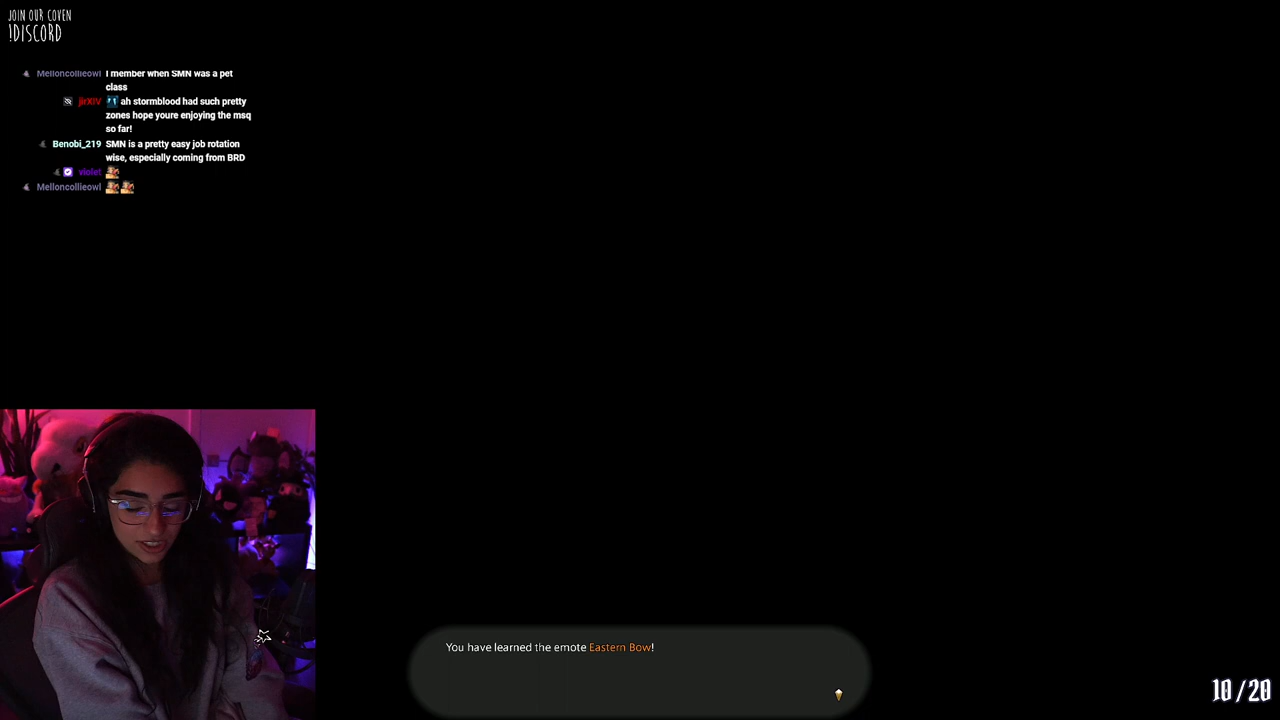 JOIN OUR COVEN
!DISCORD
Melloncollieowl I member when SMN was a pet
class
JirXIV ah stormblood had such pretty
zones hope youre enjoying the msq
so far!
Benobi_219 SMN is a pretty easy job rotation
wise, especially coming from BRD
violet
Melloncollieowl
You have learned the emote Eastern Bow!
10/20